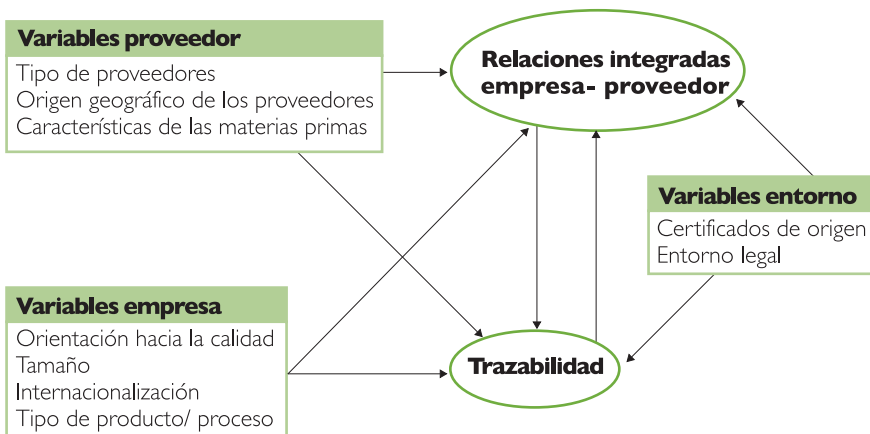 Variables proveedor
Tipo de proveedores
Origen geográfico de los proveedores
Características de las materias primas
Relaciones integradas
empresa- proveedor
Variables entorno
Certificados de origen
Entorno legal
Variables empresa
Orientación hacia la calidad
Tamaño
Internacionalización
Tipo de producto/ proceso
Trazabilidad